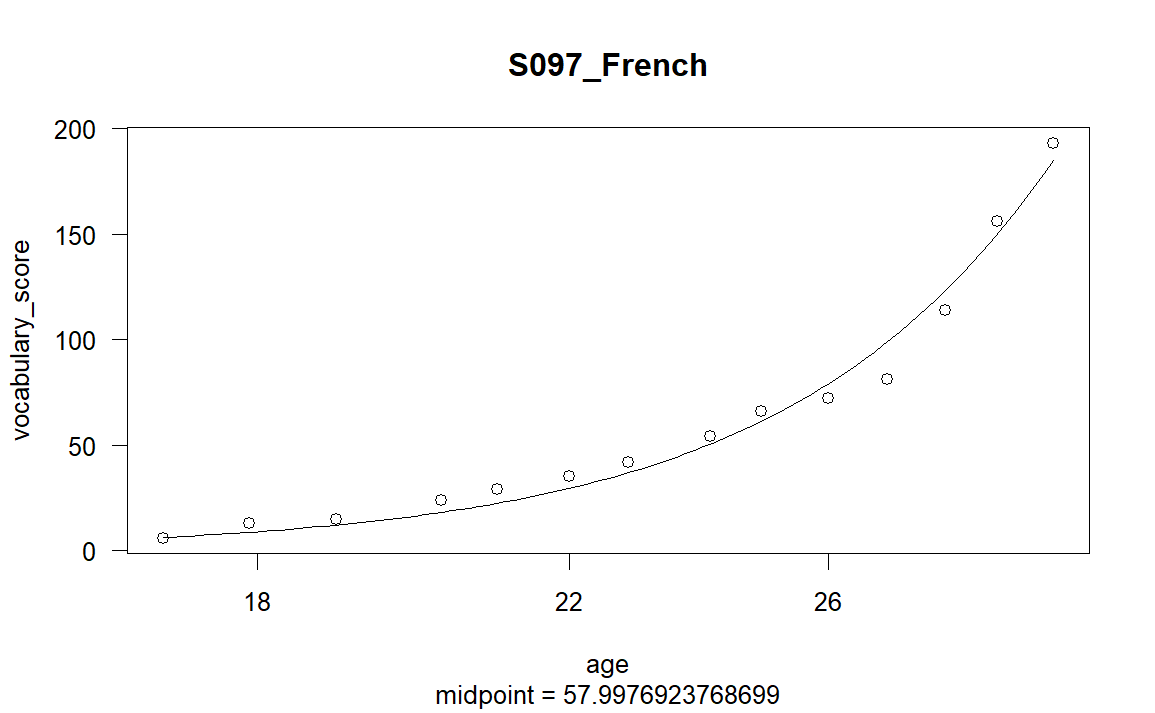 S097_French
200
150
100
50
0
vocabulary_score
18 22 26
age
midpoint = 57.9976923768699